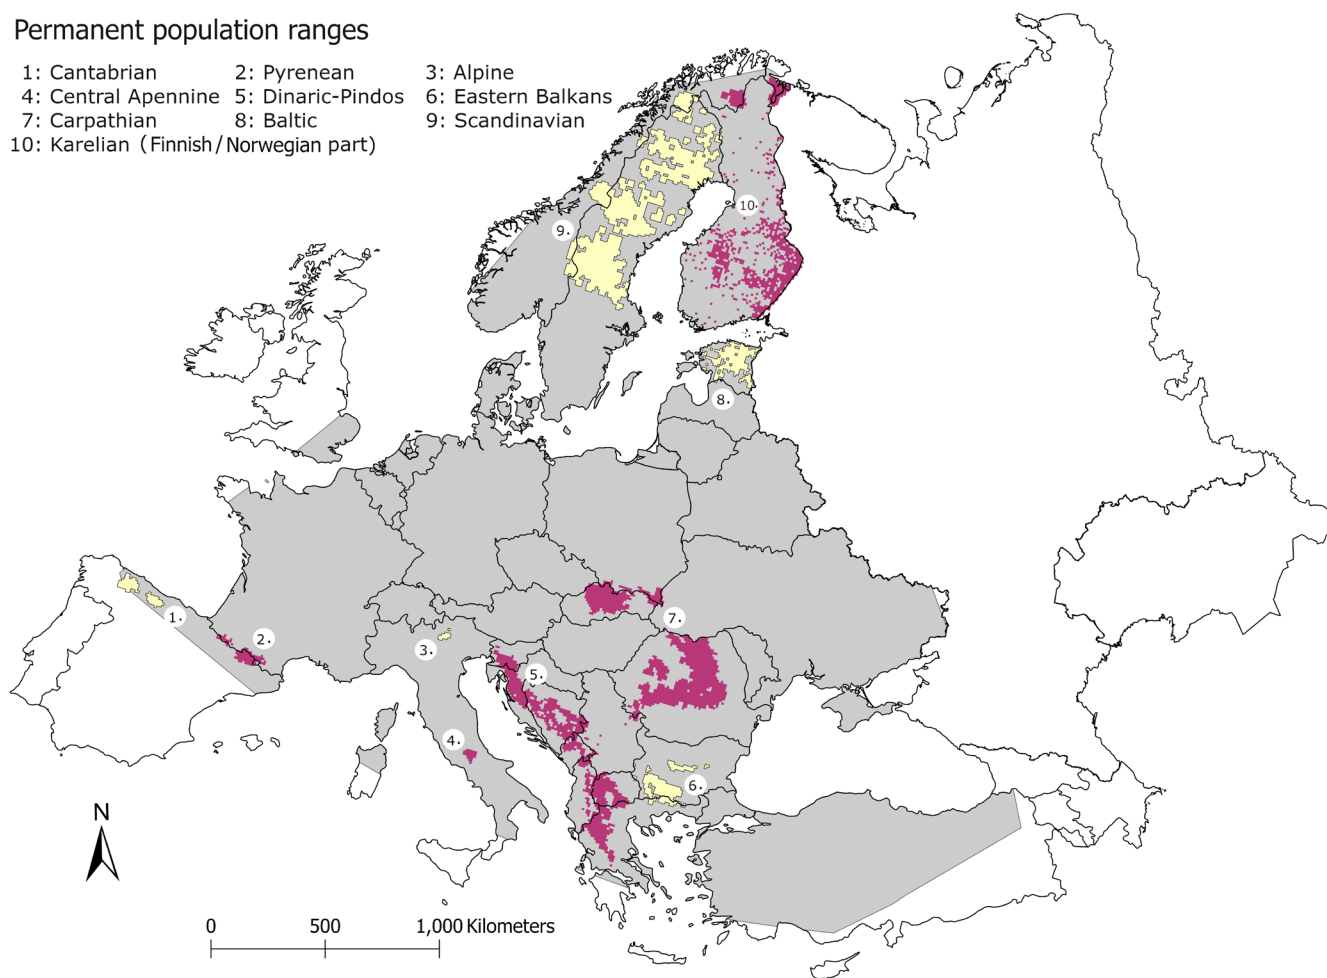 Permanent population ranges
1: Cantabrian 2: Pyrenean 3: Alpine
4: Central Apennine 5: Dinaric-Pindos 6: Eastern Balkans
7: Carpathian 8: Baltic 9: Scandinavian
10: Karelian (Finnish/Norwegian part)
10.
9.
8.
1.
2.
7.
3.
5.
4.
6.
N
0 500 1,000 Kilometers